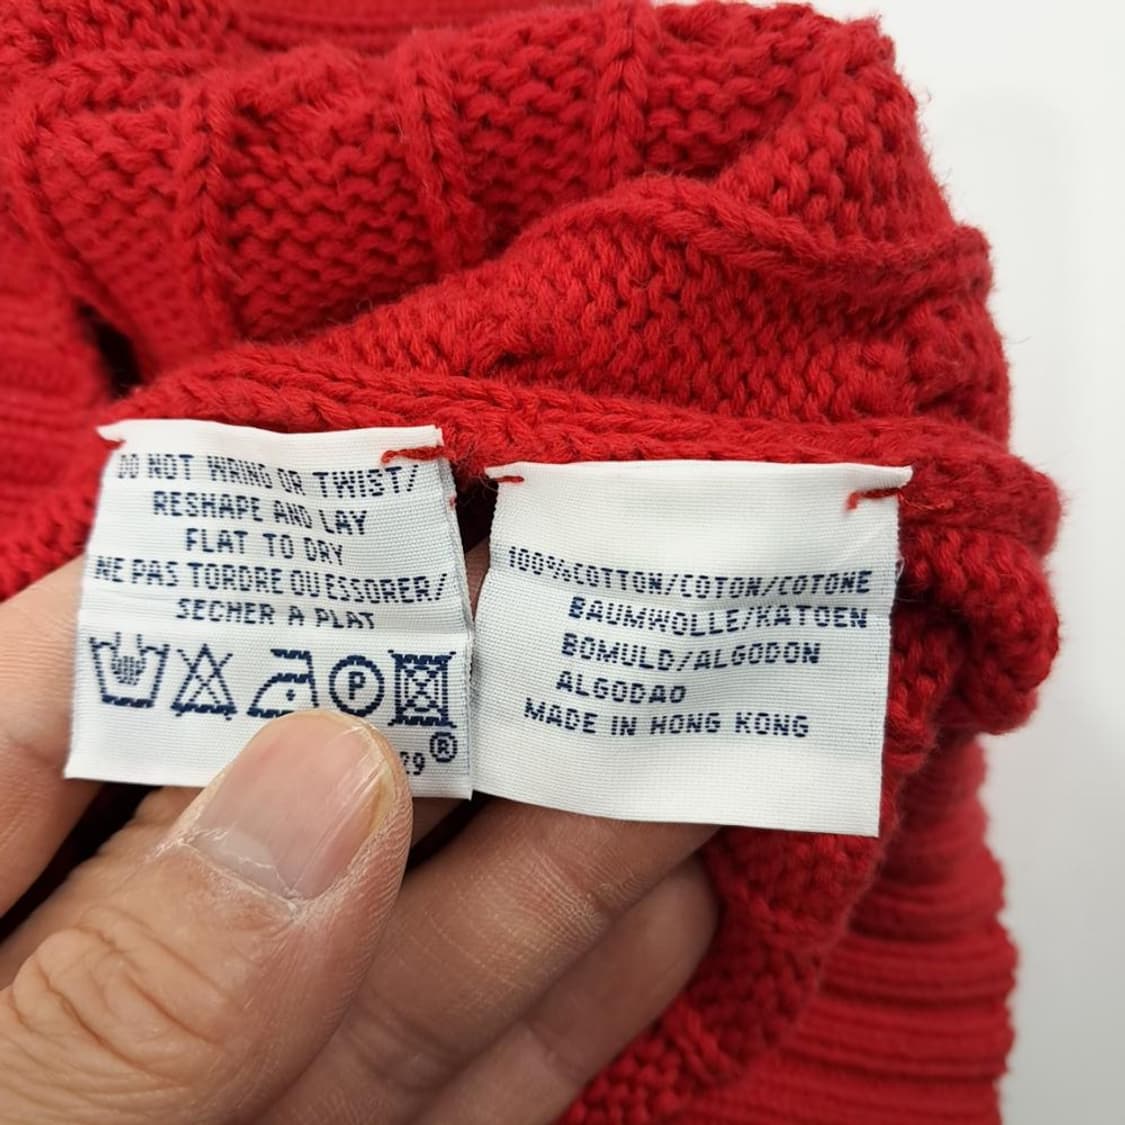 DO NOT WRING OR TWIST/
RESHAPE AND LAY
FLAT TO DRY
NE PAS TORDRE OU ESSORER/
SECHER A PLAT
P
29 ®
100% COTTON/COTON/COTONE
BAUMWOLLE/KATOEN
BOMULD/ALGODON
ALGODAO
MADE IN HONG KONG